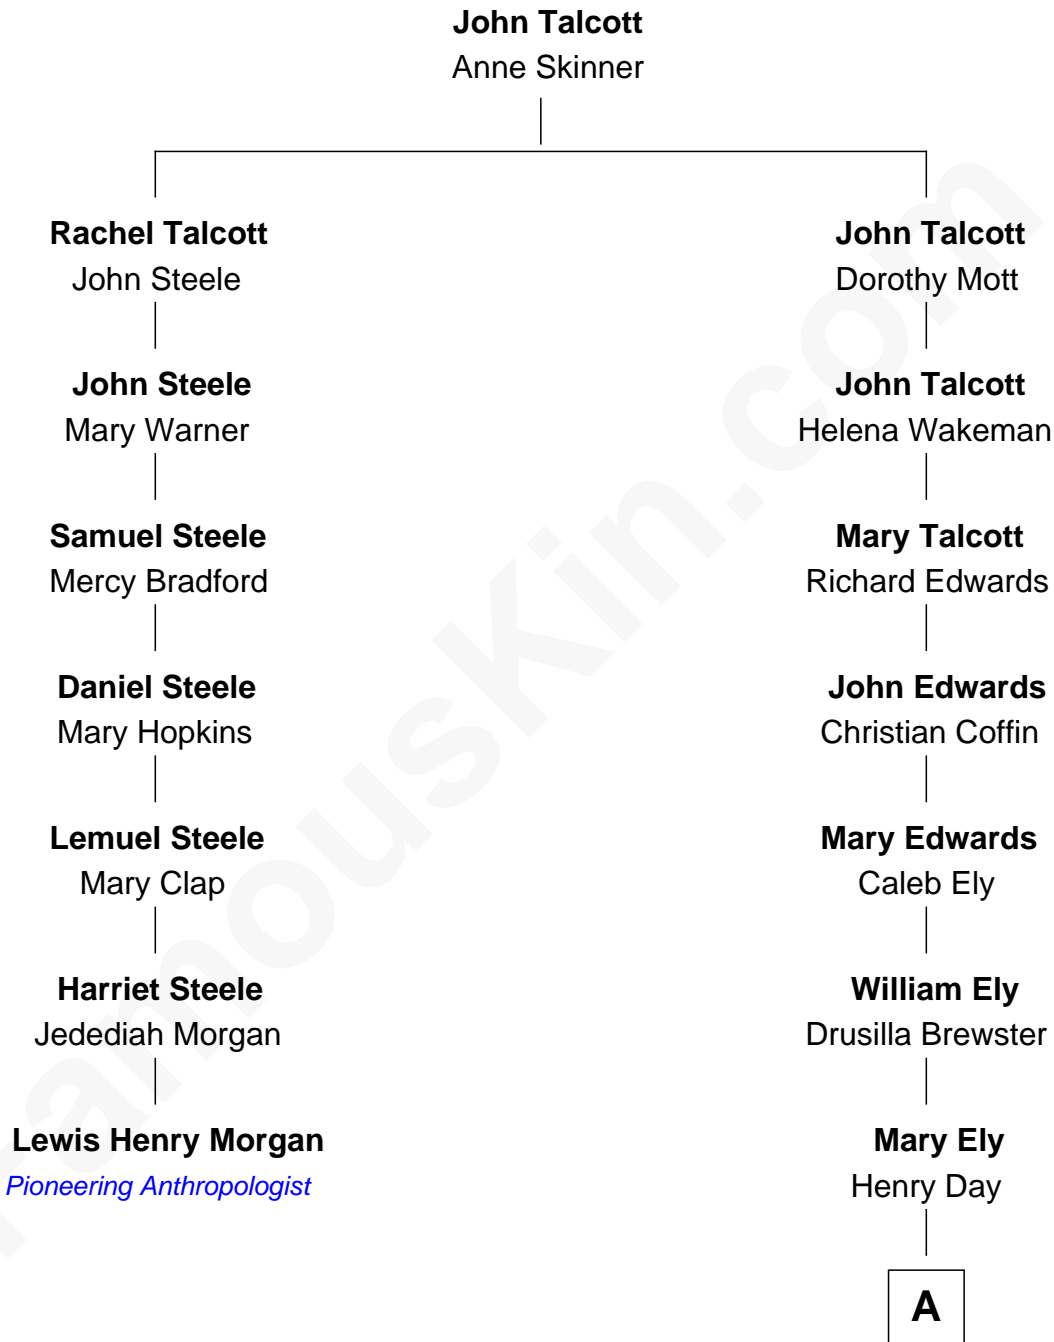 John Talcott
Anne Skinner
Rachel Talcott
John Steele
John Talcott
Dorothy Mott
John Steele
Mary Warner
John Talcott
Helena Wakeman
Samuel Steele
Mercy Bradford
Mary Talcott
Richard Edwards
Daniel Steele
Mary Hopkins
John Edwards
Christian Coffin
Lemuel Steele
Mary Clap
Mary Edwards
Caleb Ely
Harriet Steele
Jedediah Morgan
William Ely
Drusilla Brewster
Lewis Henry Morgan
Pioneering Anthropologist
Mary Ely
Henry Day
A
FamousKin.com